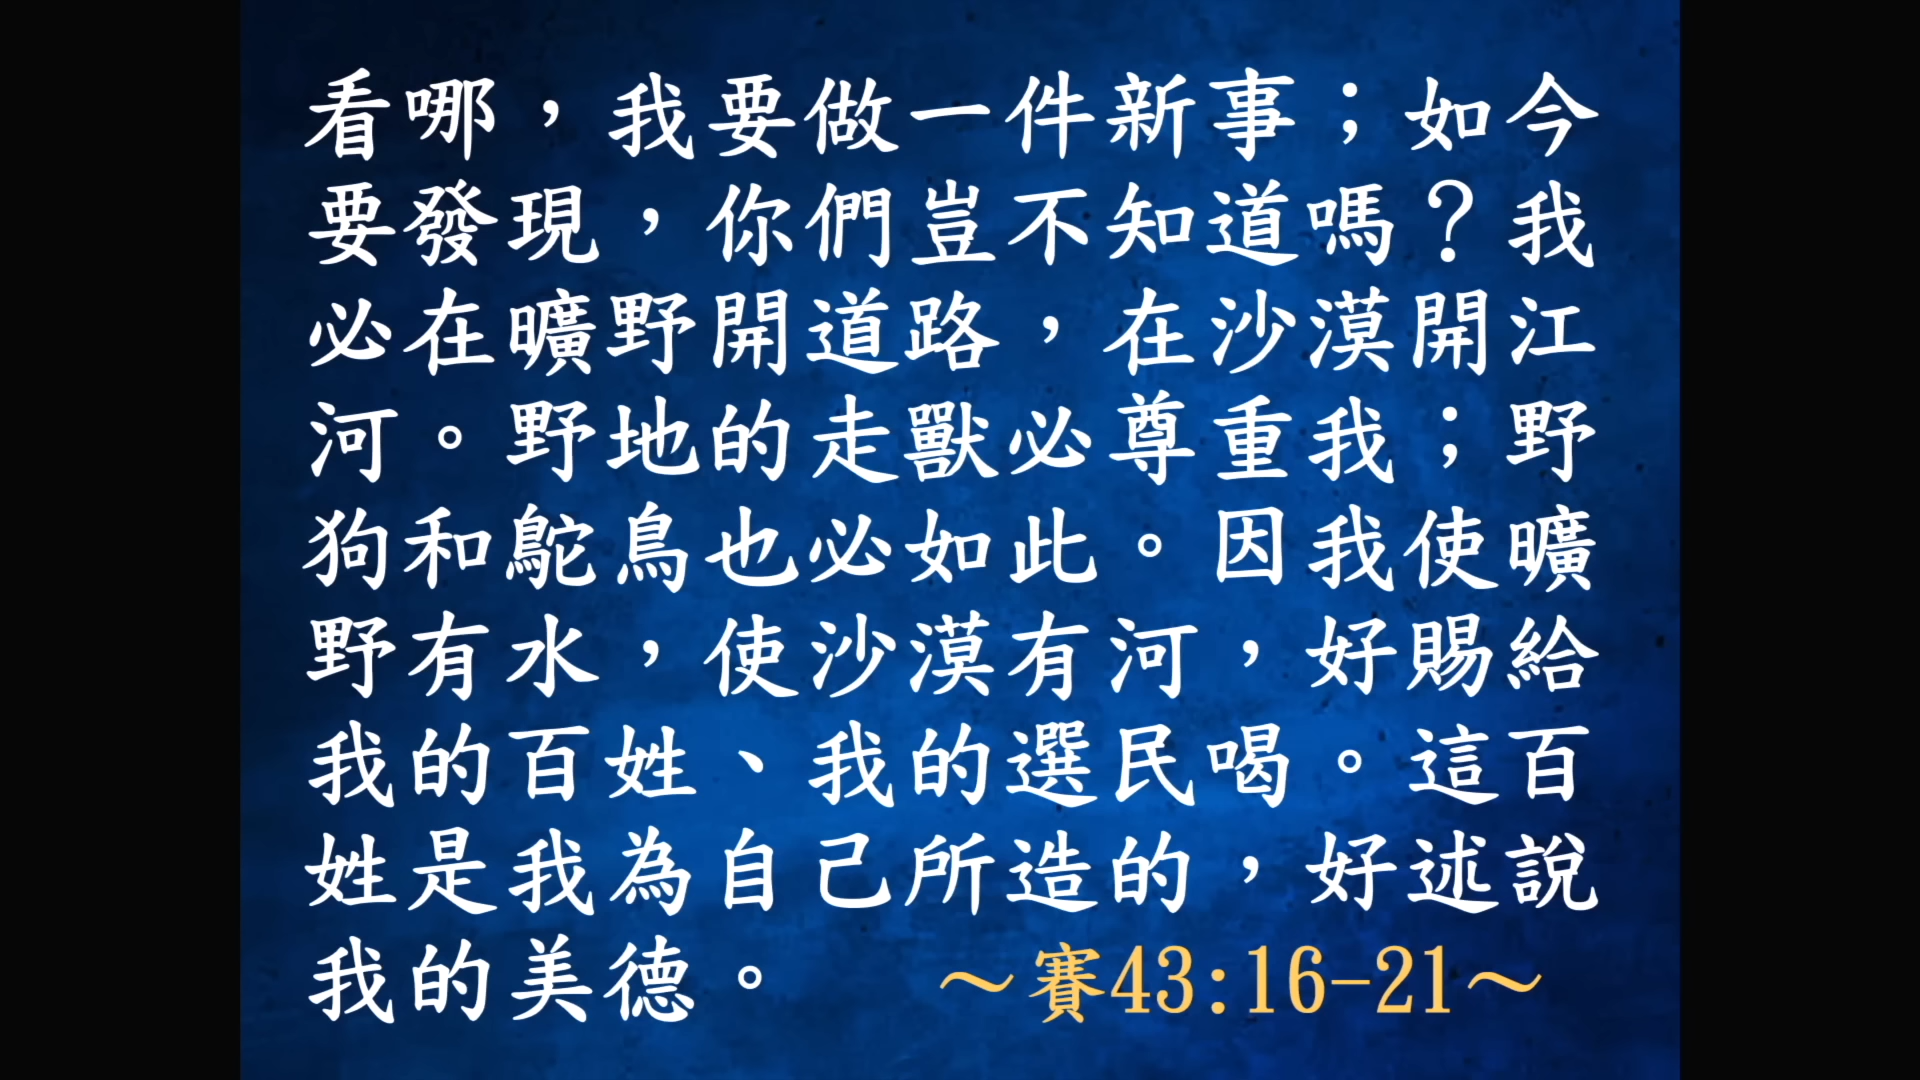 看哪，我要做一件新事；如今
要發現，你們豈不知道嗎？我
必在曠野開道路，在沙漠開江
河。野地的走獸必尊重我；野
狗和鴕鳥也必如此。因我使曠
野有水，使沙漠有河，好賜給
我的百姓、我的選民喝。這百
姓是我為自己所造的，好述說
我的美德。　～賽43:16-21～